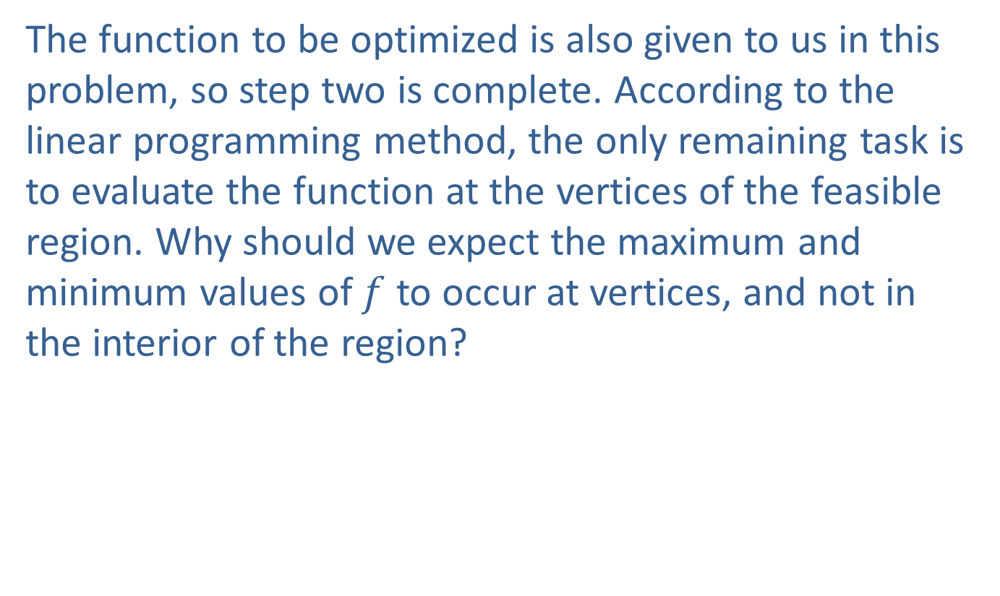 The function to be optimized is also given to us in this
problem, so step two is complete. According to the
linear programming method, the only remaining task is
to evaluate the function at the vertices of the feasible
region. Why should we expect the maximum and
minimum values of 𝑓 to occur at vertices, and not in
the interior of the region?